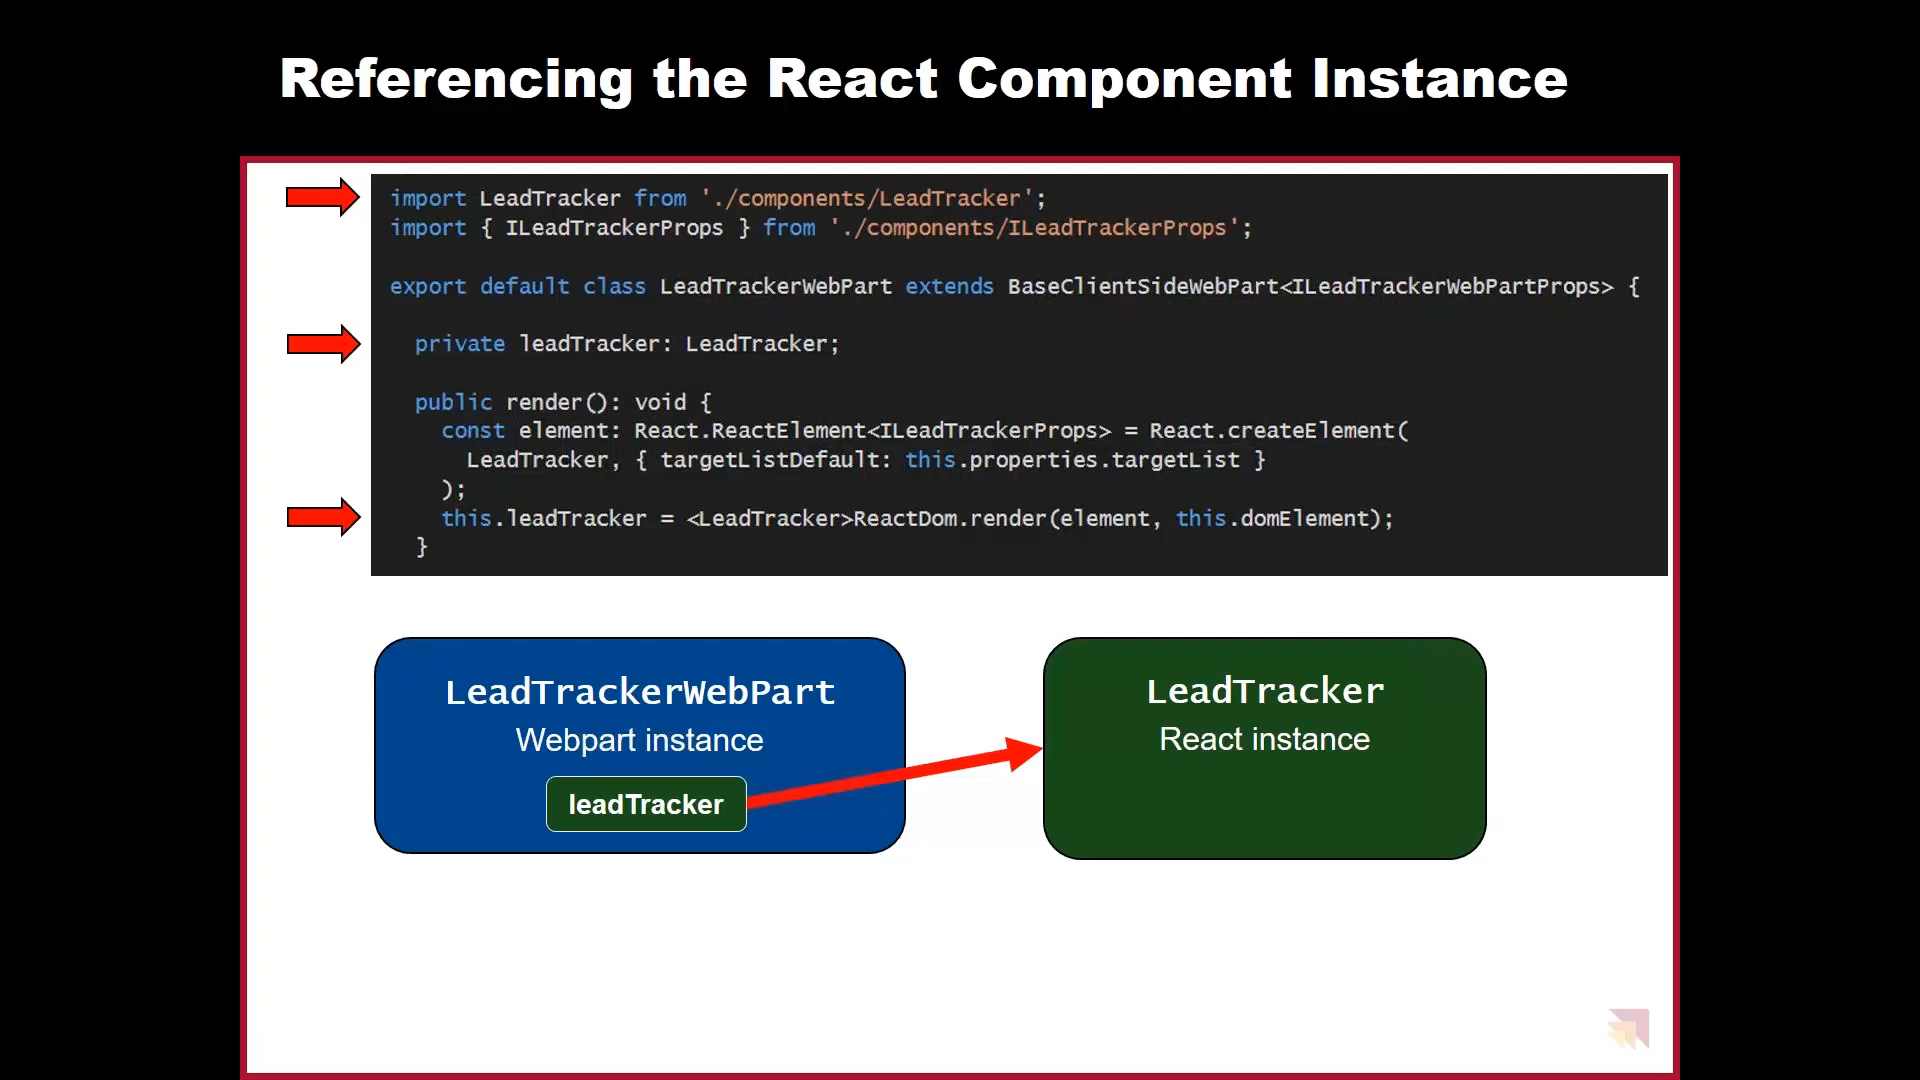 Referencing the React Component Instance
import LeadTracker from './components/LeadTracker';
import { ILeadTrackerProps } from './components/ILeadTrackerProps';
export default class LeadTrackerWebPart extends BaseClientSideWebPart<ILeadTrackerWebPartProps> {
private leadTracker: LeadTracker;
public render(): void {
const element: React.ReactElement<ILeadTrackerProps> = React.createElement(
LeadTracker, { targetListDefault: this.properties.targetList }
);
this.leadTracker = <LeadTracker>ReactDom.render(element, this.domElement);
}
LeadTrackerWebPart
Webpart instance
leadTracker
LeadTracker
React instance